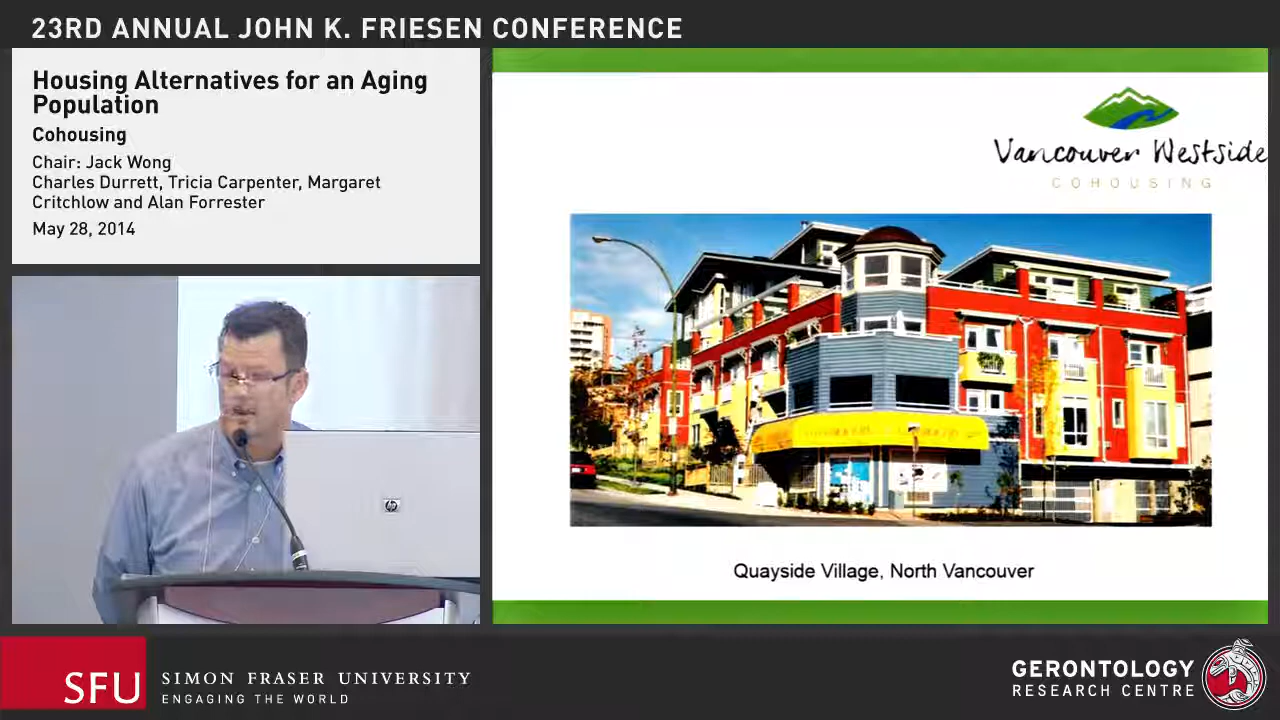 23RD ANNUAL JOHN K. FRIESEN CONFERENCE
Housing Alternatives for an Aging
Population
Cohousing
Chair: Jack Wong
Charles Durrett, Tricia Carpenter, Margaret
Critchlow and Alan Forrester
May 28, 2014
Vancouver Westside
COHOUSING
Quayside Village, North Vancouver
hp
SFU
SIMON FRASER UNIVERSITY
ENGAGING THE WORLD
GERONTOLOGY
RESEARCH CENTRE